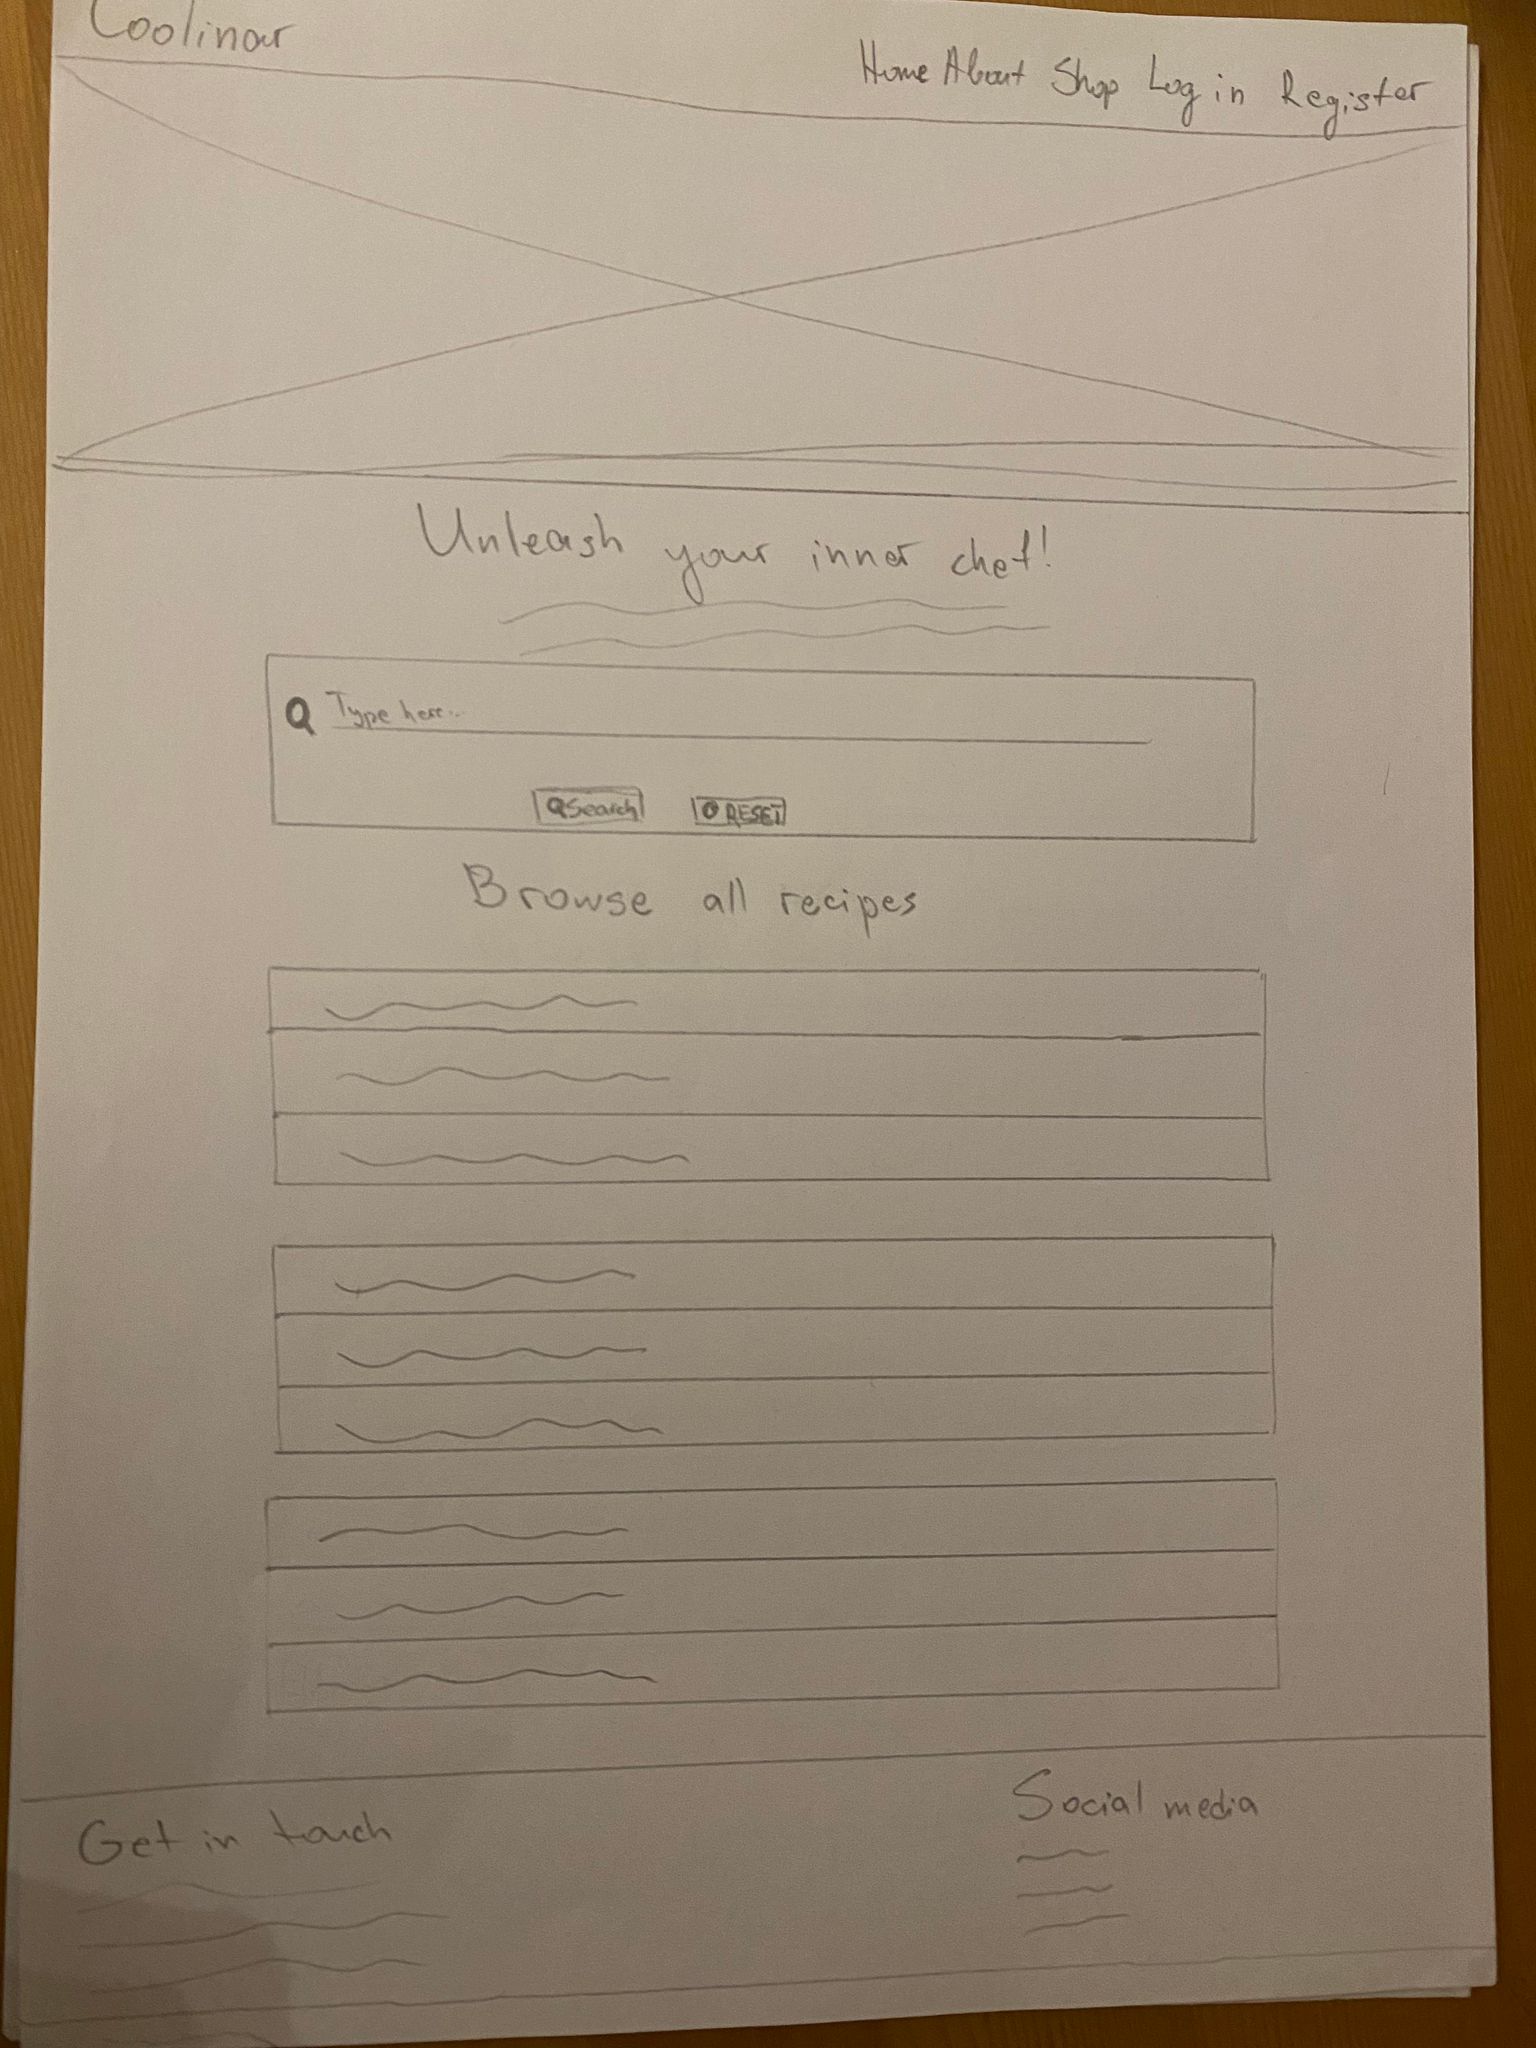 Coolinar
Home About Shop Log in Register
Unleash your inner chef!
Type here...
Search RESET
Browse all recipes
Get in touch Social media